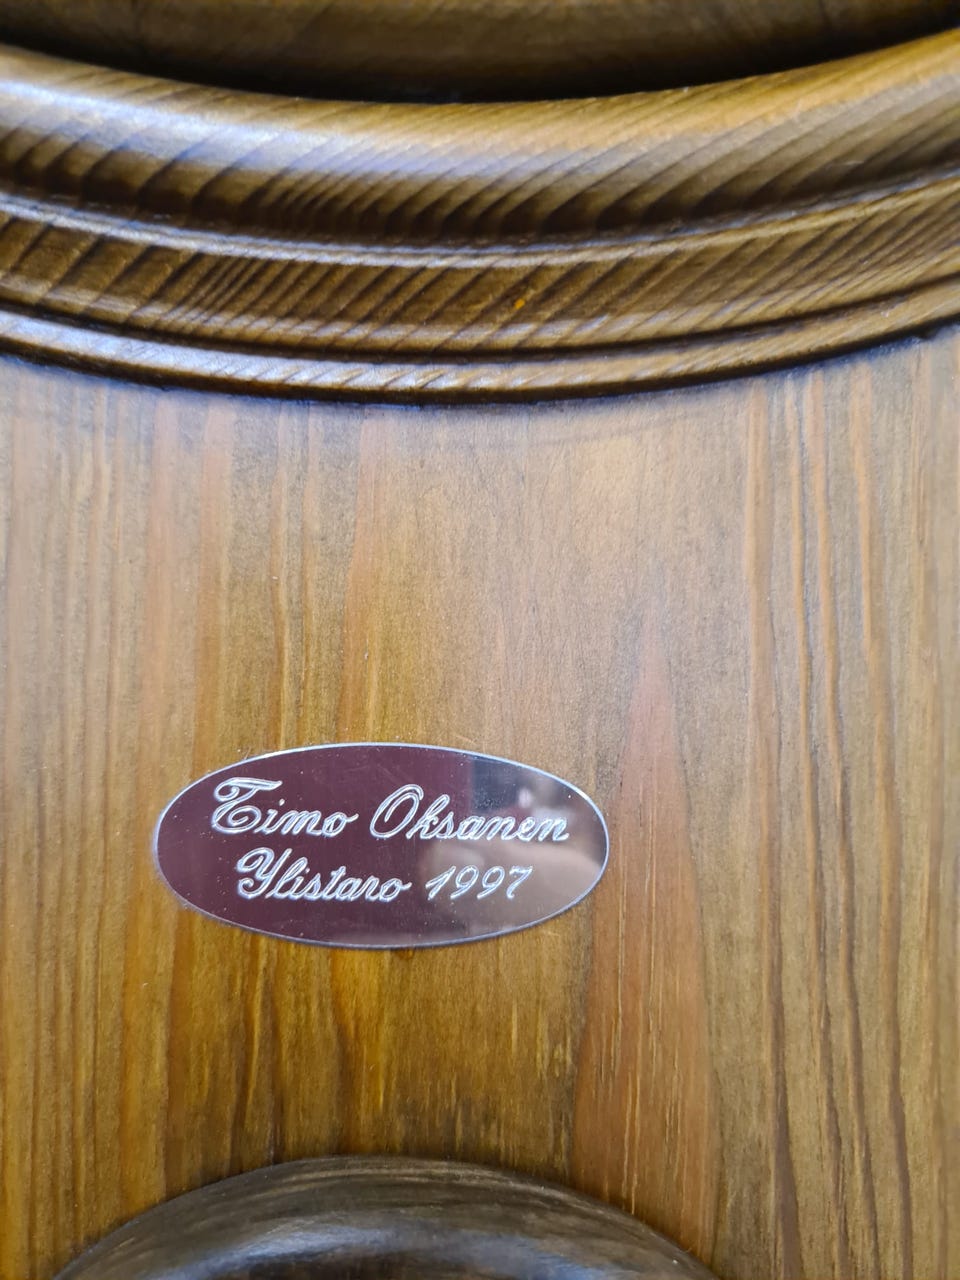 Timo Oksanen
Ylistaro 1997